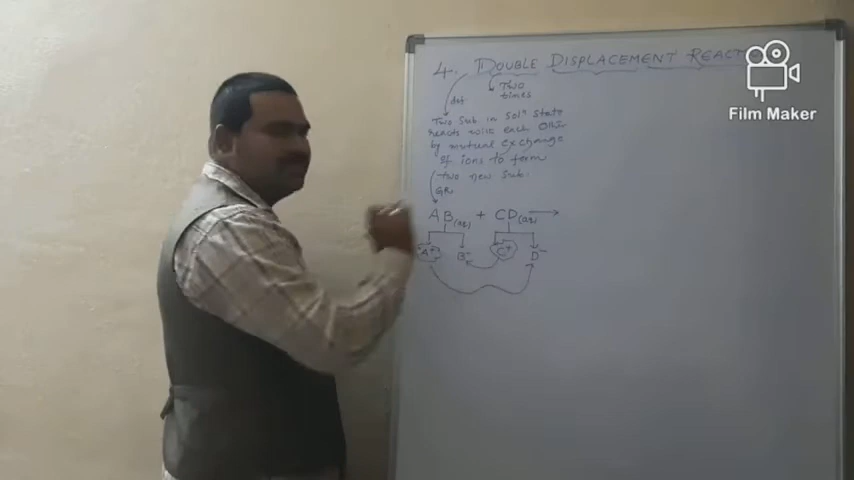 4. DOUBLE DISPLACEMENT REACT
Two
times
def
Two Sub. in Solⁿ State
reacts with each Other
by mutual exchange
of ions to form
two new Sub.
GR
AB(aq) + CD(aq) →
A⁺ B⁻ C⁺ D⁻
Film Maker